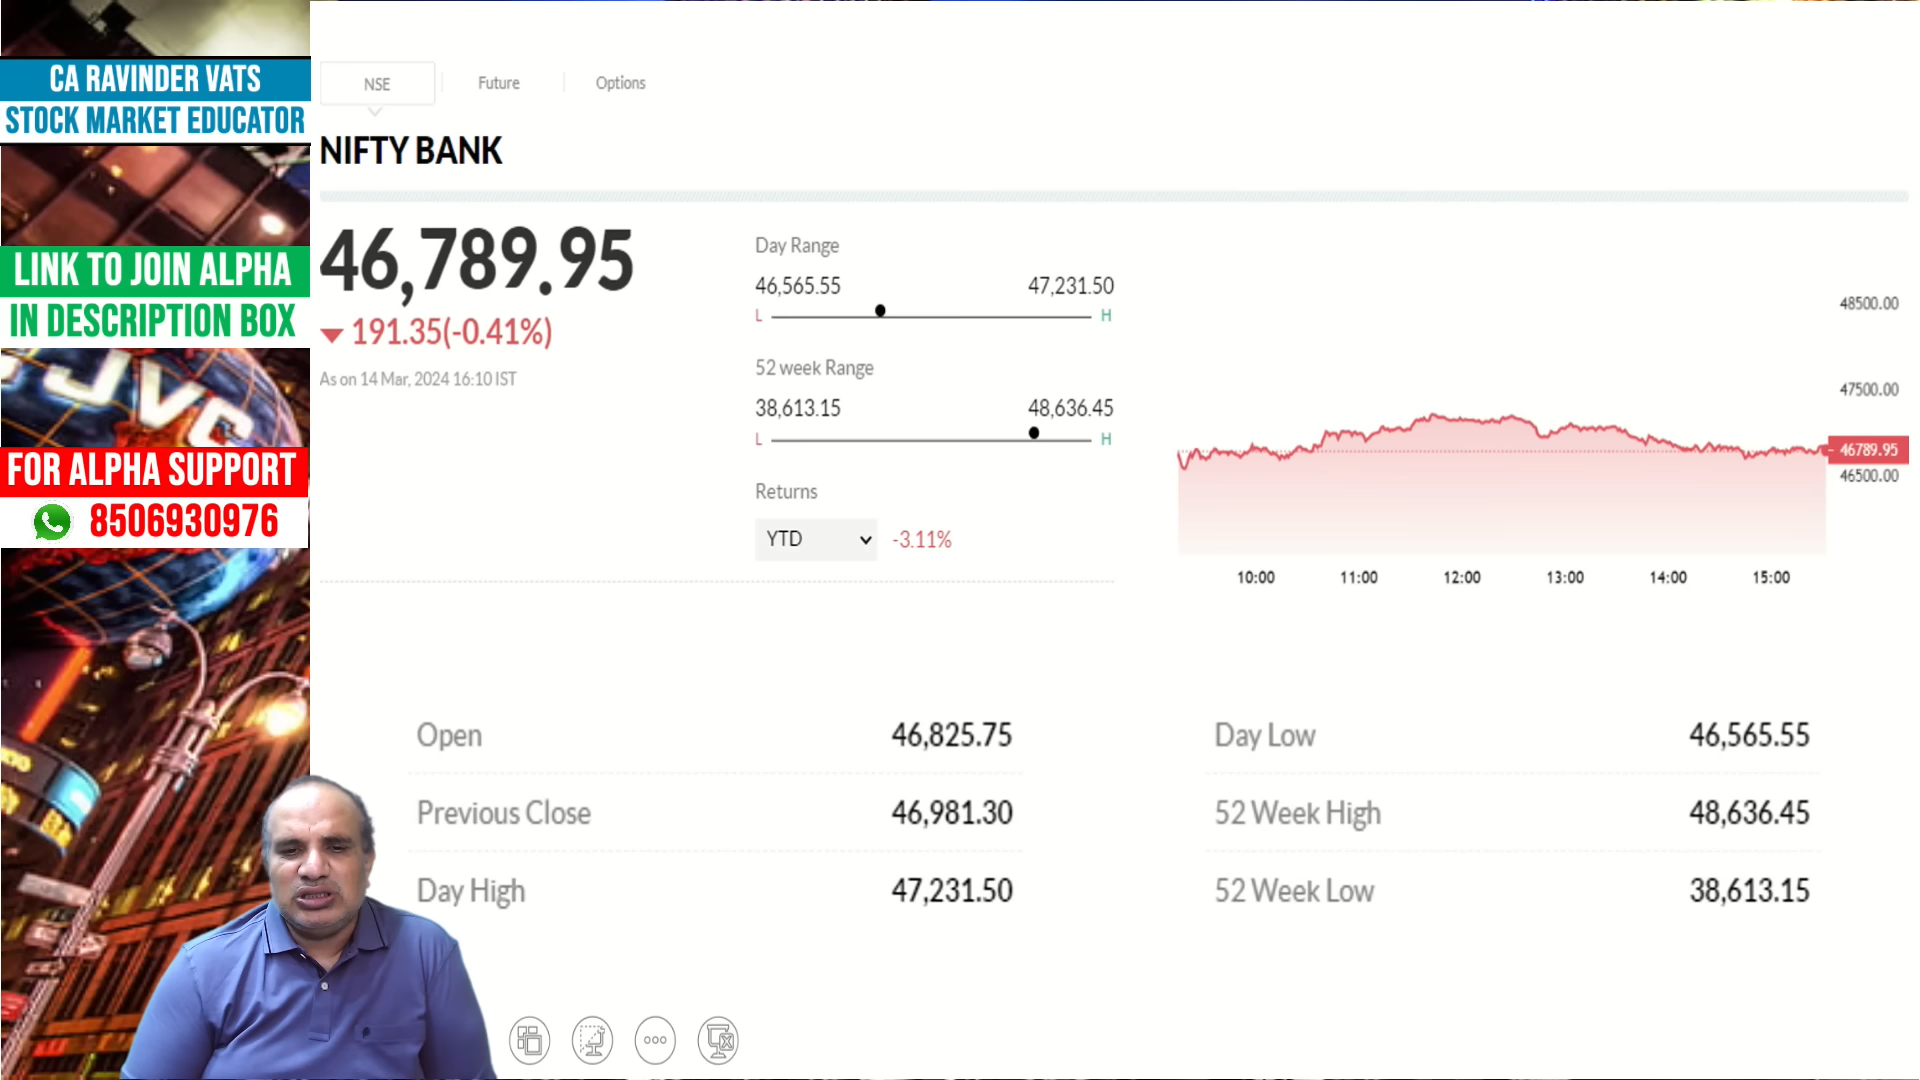 CA RAVINDER VATS
STOCK MARKET EDUCATOR
LINK TO JOIN ALPHA
IN DESCRIPTION BOX
JVC
FOR ALPHA SUPPORT
8506930976
NSE
Future
Options
NIFTY BANK
46,789.95
191.35(-0.41%)
As on 14 Mar, 2024 16:10 IST
Day Range
46,565.55 47,231.50
L H
52 week Range
38,613.15 48,636.45
L H
Returns
YTD -3.11%
48500.00
47500.00
46789.95
46500.00
10:00 11:00 12:00 13:00 14:00 15:00
Open 46,825.75
Previous Close 46,981.30
Day High 47,231.50
Day Low 46,565.55
52 Week High 48,636.45
52 Week Low 38,613.15